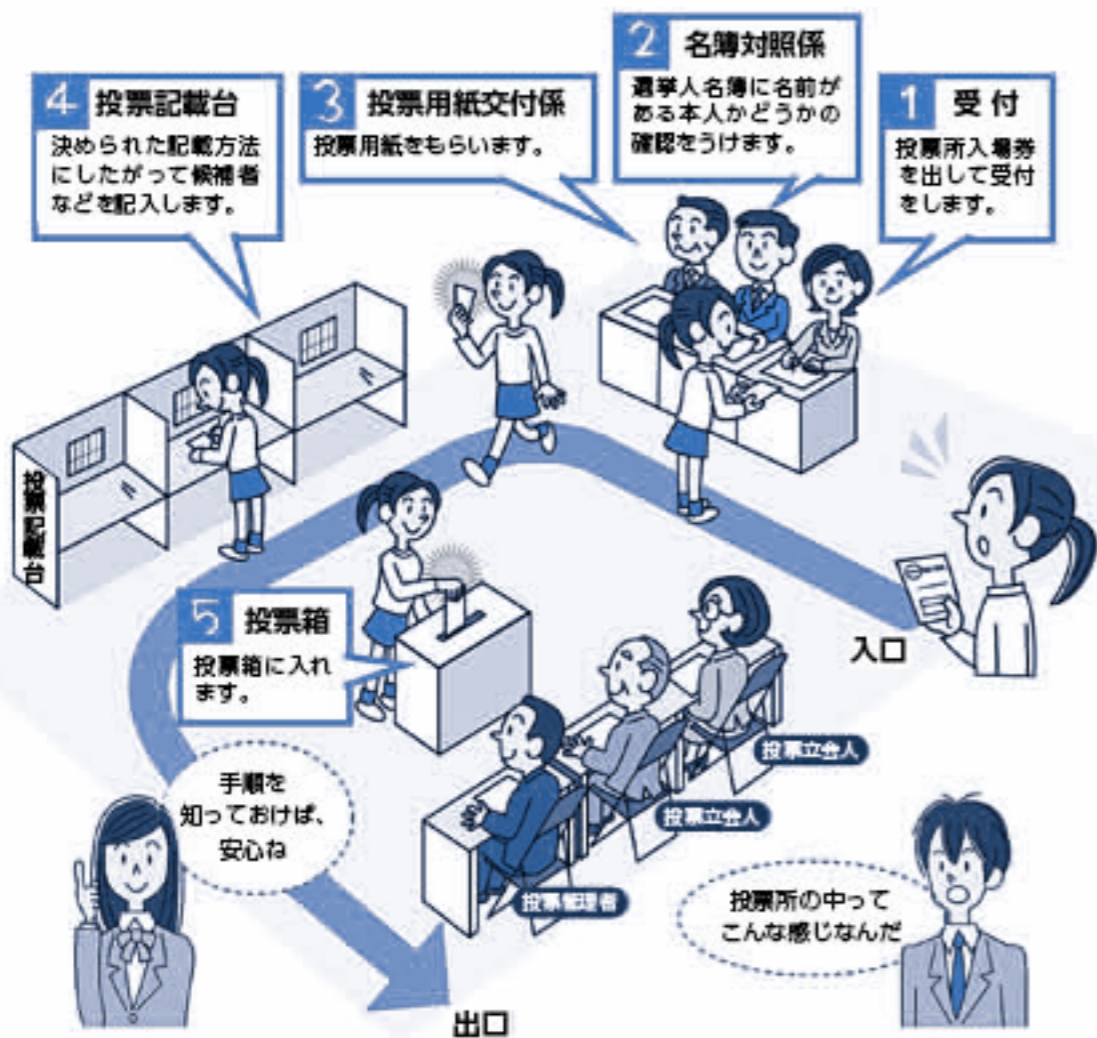 1 受付
投票所入場券
を出して受付
をします。
2 名簿対照係
選挙人名簿に名前が
ある本人かどうかの
確認をうけます。
3 投票用紙交付係
投票用紙をもらいます。
4 投票記載台
決められた記載方法
にしたがって候補者
などを記入します。
投票記載台
5 投票箱
投票箱に入れ
ます。
入口
投票立会人
投票立会人
投票管理者
手順を
知っておけば、
安心ね
投票所の中って
こんな感じなんだ
出口